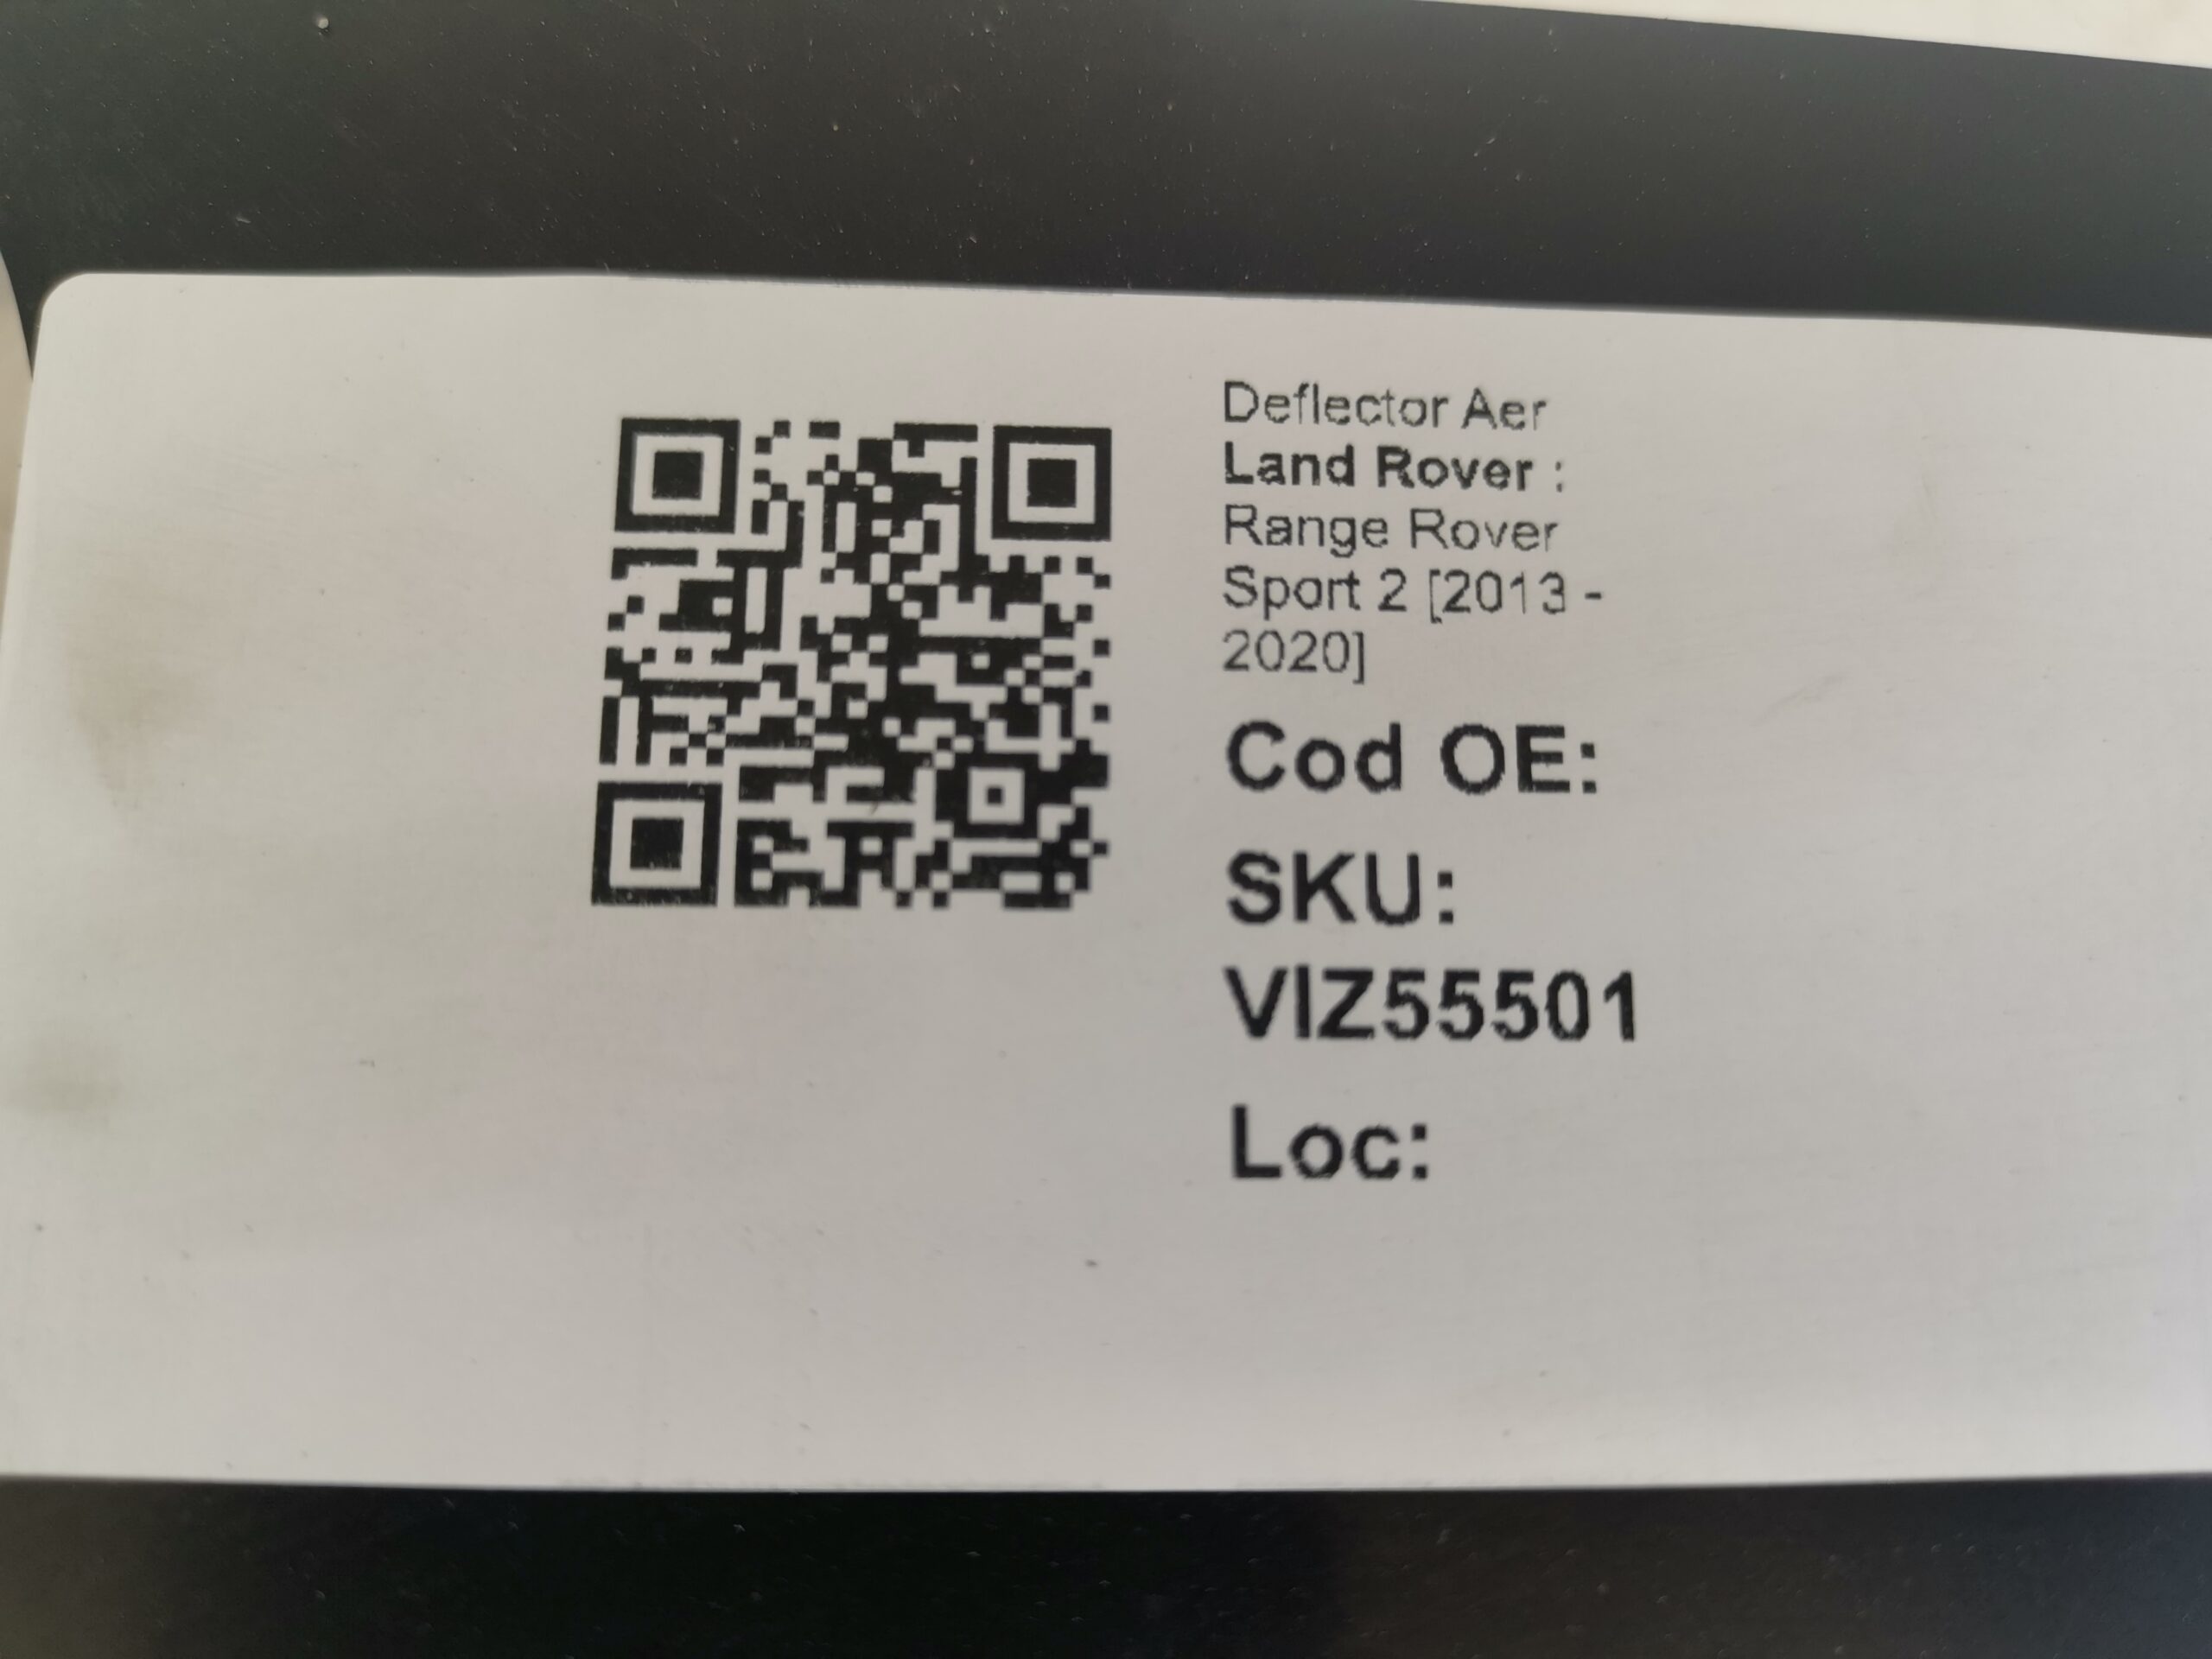 Deflector Aer
Land Rover :
Range Rover
Sport 2 [2013 -
2020]
Cod OE:
SKU:
VIZ55501
Loc: